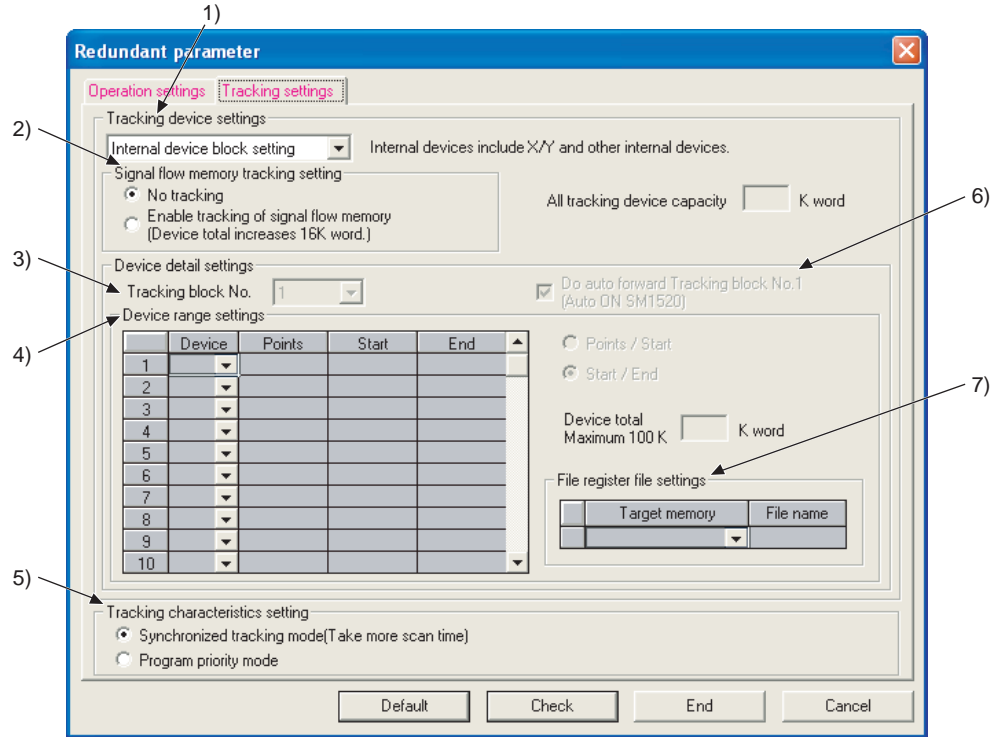 1)
Redundant parameter
Operation settings Tracking settings
Tracking device settings
2)
Internal device block setting Internal devices include X/Y and other internal devices.
Signal flow memory tracking setting
No tracking
Enable tracking of signal flow memory
(Device total increases 16K word.)
All tracking device capacity K word
6)
3)
Device detail settings
Tracking block No. 1
Do auto forward Tracking block No.1
(Auto ON SM1520)
4)
Device range settings
Device Points Start End
1
2
3
4
5
6
7
8
9
10
Points / Start
Start / End
7)
Device total
Maximum 100 K K word
File register file settings
Target memory File name
5)
Tracking characteristics setting
Synchronized tracking mode(Take more scan time)
Program priority mode
Default Check End Cancel